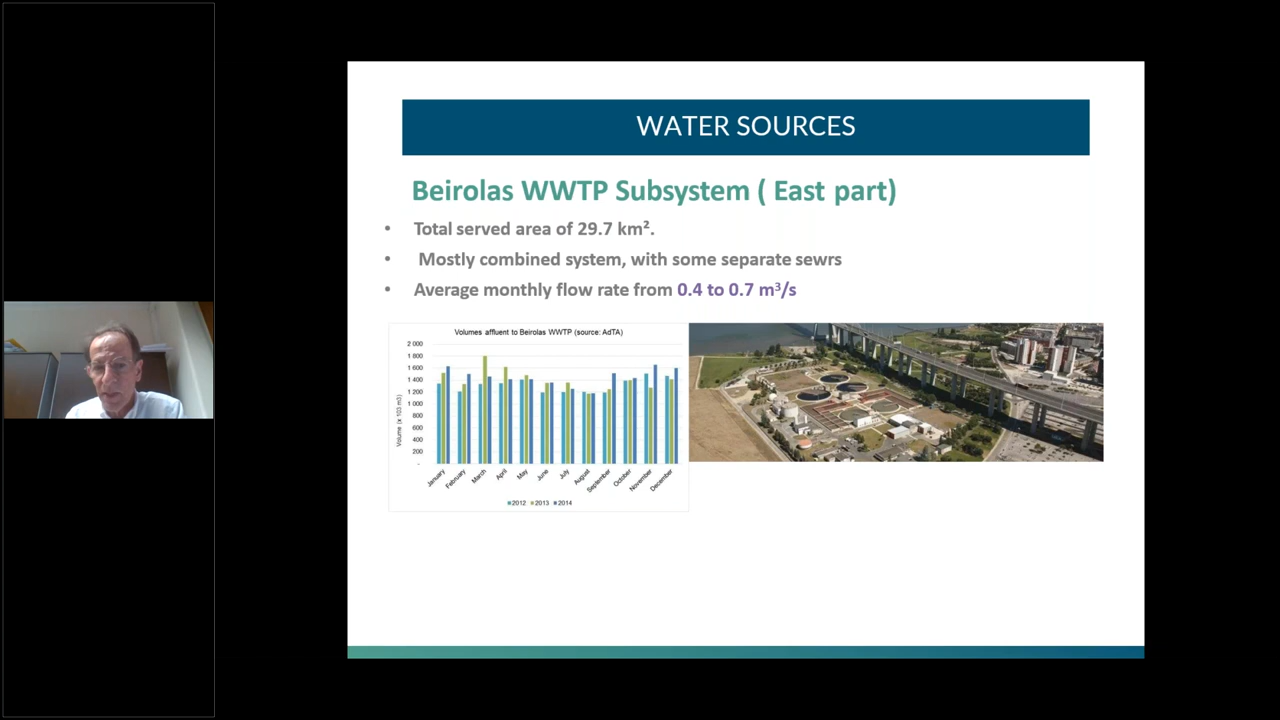 WATER SOURCES
Beirolas WWTP Subsystem ( East part)
• Total served area of 29.7 km².
• Mostly combined system, with some separate sewrs
• Average monthly flow rate from 0.4 to 0.7 m³/s
Volumes affluent to Beirolas WWTP (source: AdTA)
Volume (x 103 m3)
2 000
1 800
1 600
1 400
1 200
1 000
800
600
400
200
-
January
February
March
April
May
June
July
August
September
October
November
December
2012 2013 2014